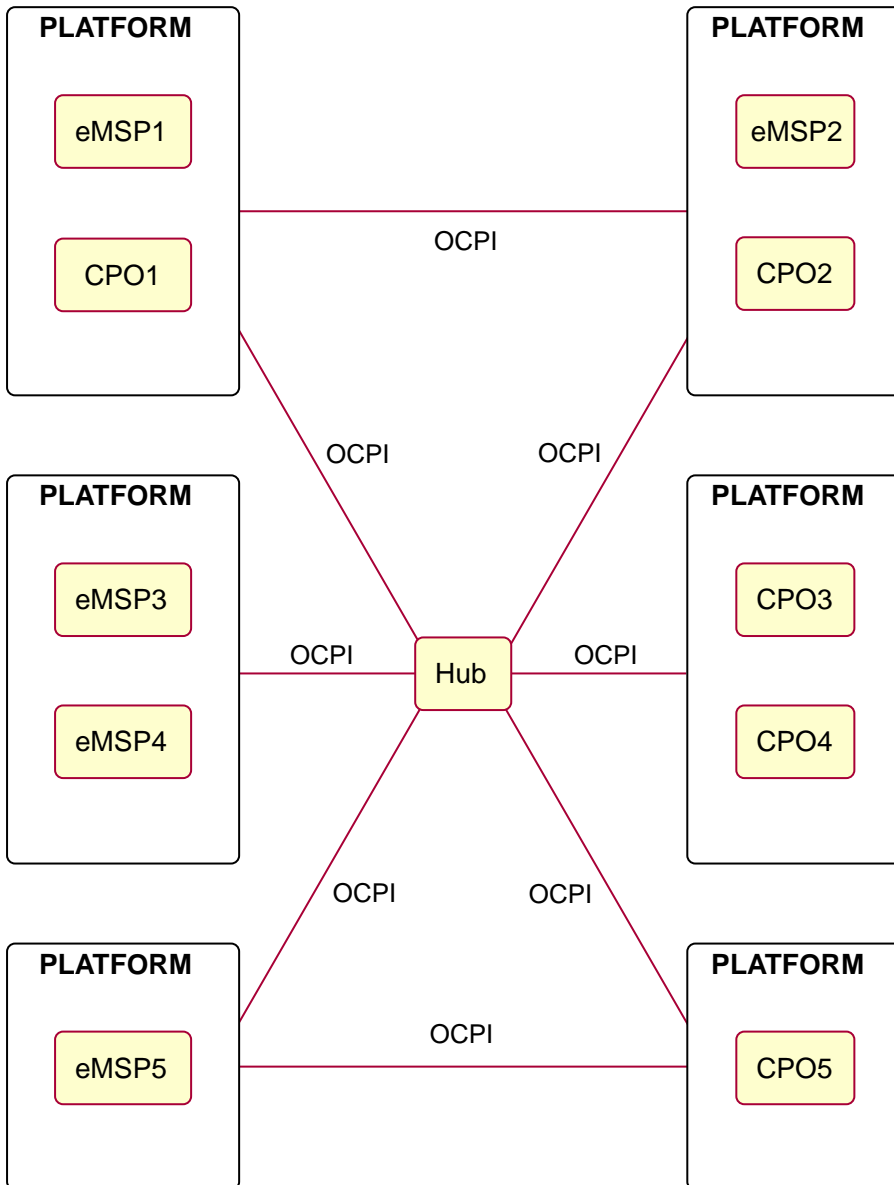 PLATFORM
PLATFORM
eMSP1
eMSP2
OCPI
CPO1
CPO2
OCPI
OCPI
PLATFORM
PLATFORM
eMSP3
CPO3
OCPI
Hub
OCPI
eMSP4
CPO4
OCPI
OCPI
PLATFORM
PLATFORM
OCPI
eMSP5
CPO5